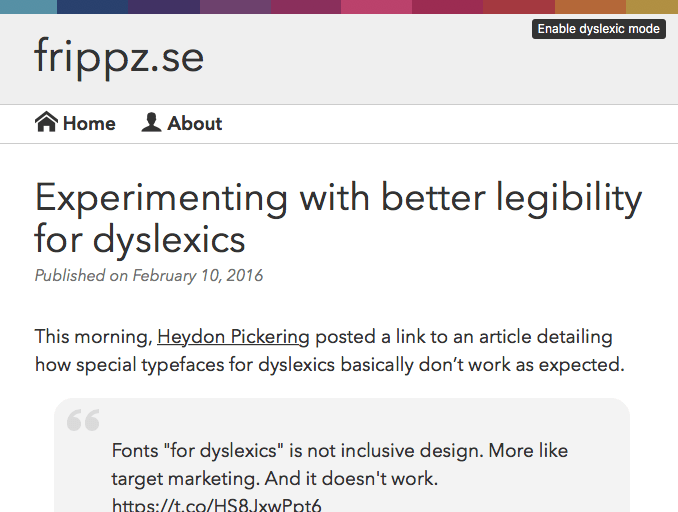 Enable dyslexic mode
frippz.se
Home About
Experimenting with better legibility
for dyslexics
Published on February 10, 2016
This morning, Heydon Pickering posted a link to an article detailing
how special typefaces for dyslexics basically don’t work as expected.
“
Fonts "for dyslexics" is not inclusive design. More like
target marketing. And it doesn't work.
https://t.co/HS8JxwPpt6